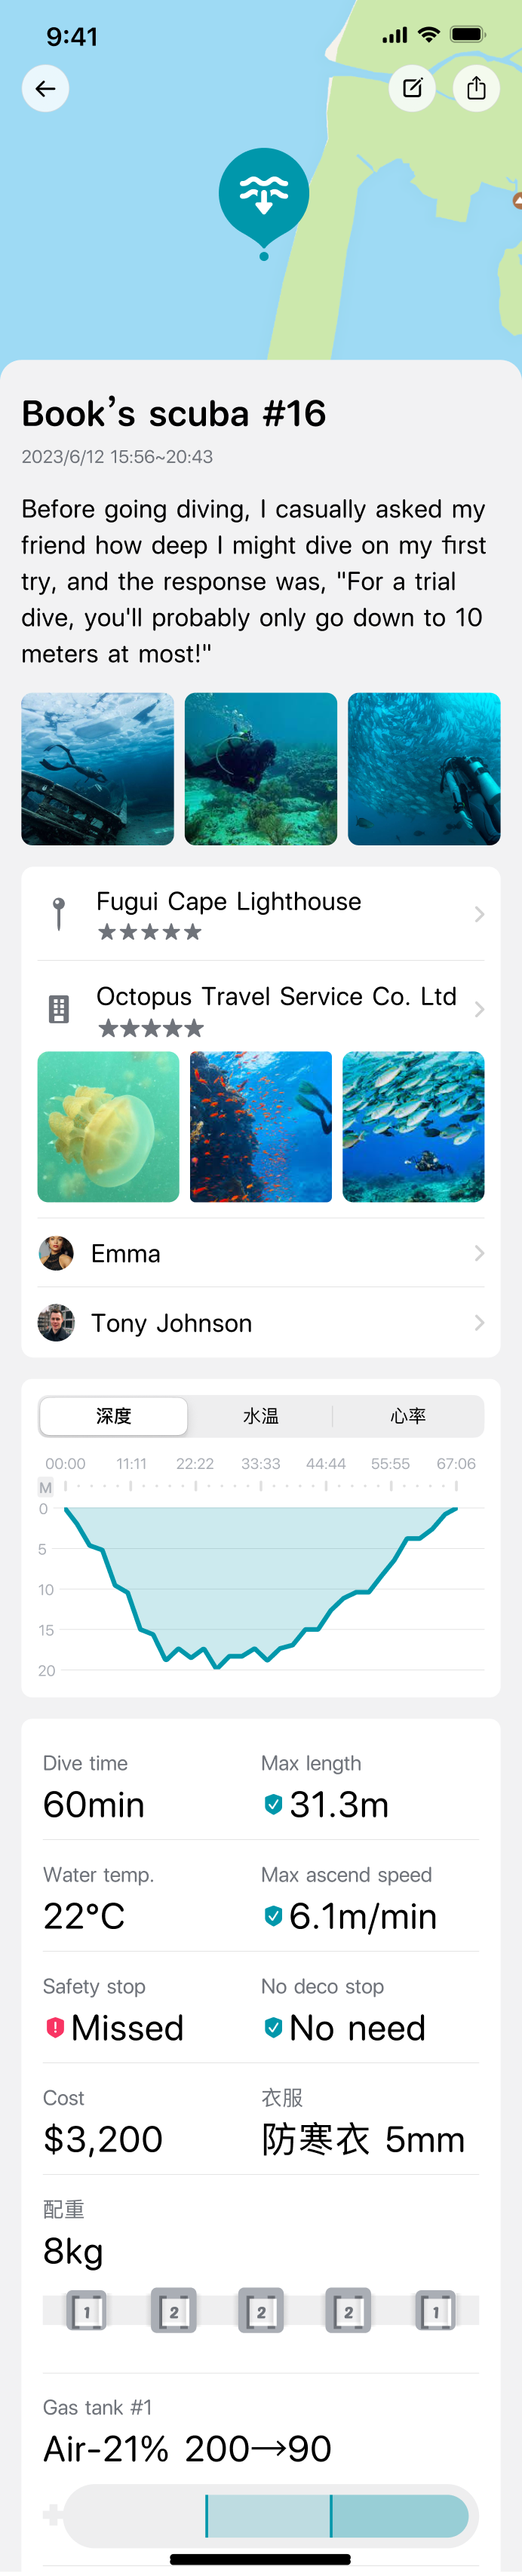 9:41
Book's scuba #16
2023/6/12 15:56~20:43
Before going diving, I casually asked my
friend how deep I might dive on my first
try, and the response was, "For a trial
dive, you'll probably only go down to 10
meters at most!"
Fugui Cape Lighthouse
★★★★★
Octopus Travel Service Co. Ltd
★★★★★
Emma
Tony Johnson
深度 水温 心率
00:00 11:11 22:22 33:33 44:44 55:55 67:06
M
0
5
10
15
20
Dive time Max length
60min 31.3m
Water temp. Max ascend speed
22°C 6.1m/min
Safety stop No deco stop
Missed No need
Cost 衣服
$3,200 防寒衣 5mm
配重
8kg
1 2 2 2 1
Gas tank #1
Air-21% 200→90